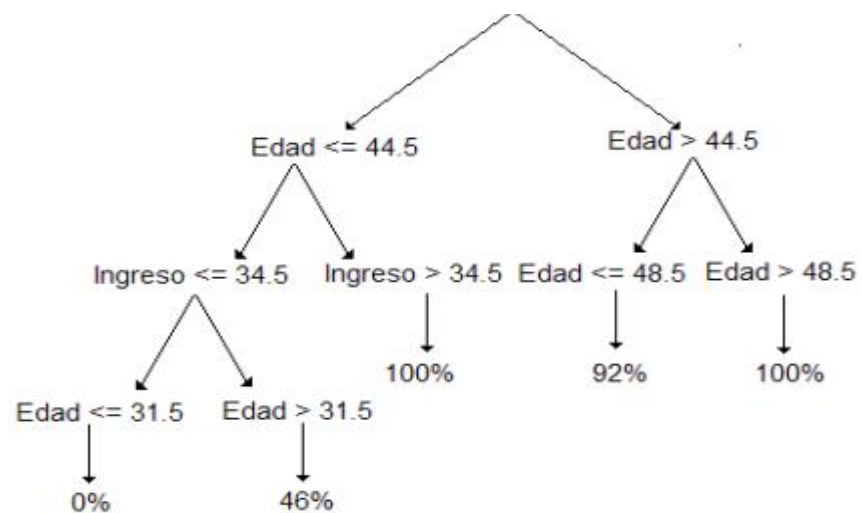 Edad <= 44.5
Edad > 44.5
Ingreso <= 34.5
Ingreso > 34.5
Edad <= 48.5
Edad > 48.5
100%
92%
100%
Edad <= 31.5
Edad > 31.5
0%
46%